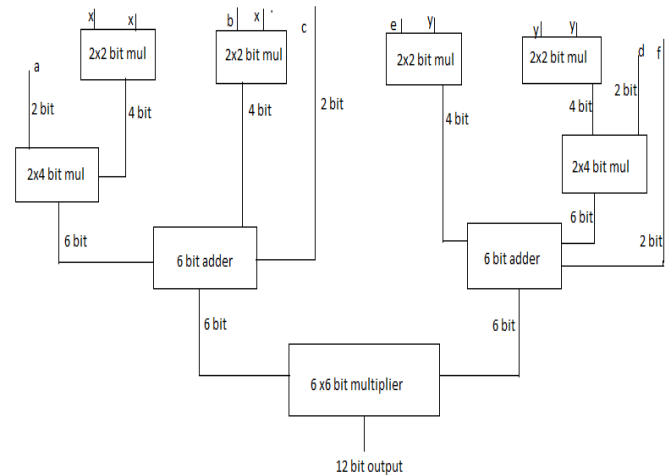 x x b x . c e y y y d f
2x2 bit mul 2x2 bit mul 2x2 bit mul 2x2 bit mul
a
2 bit 4 bit 4 bit 2 bit 4 bit 4 bit 2 bit
2x4 bit mul 2x4 bit mul
6 bit 6 bit
6 bit adder 6 bit adder 2 bit
6 bit 6 bit
6 x6 bit multiplier
12 bit output